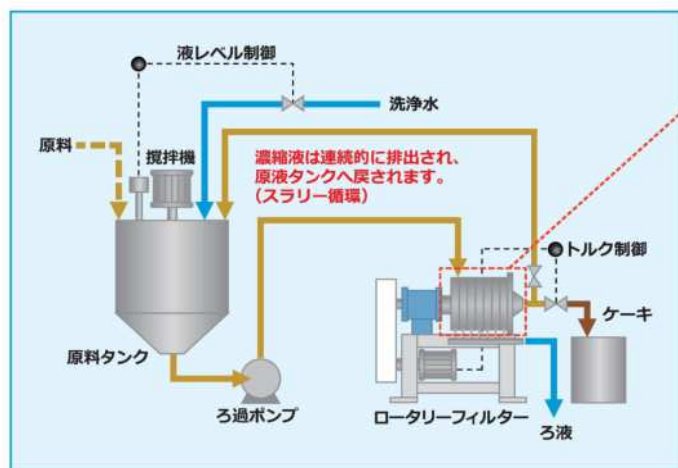 液レベル制御
洗浄水
原料
撹拌機
濃縮液は連続的に排出され、
原液タンクへ戻されます。
（スラリー循環）
トルク制御
ケーキ
原料タンク
ろ過ポンプ
ロータリーフィルター
ろ液